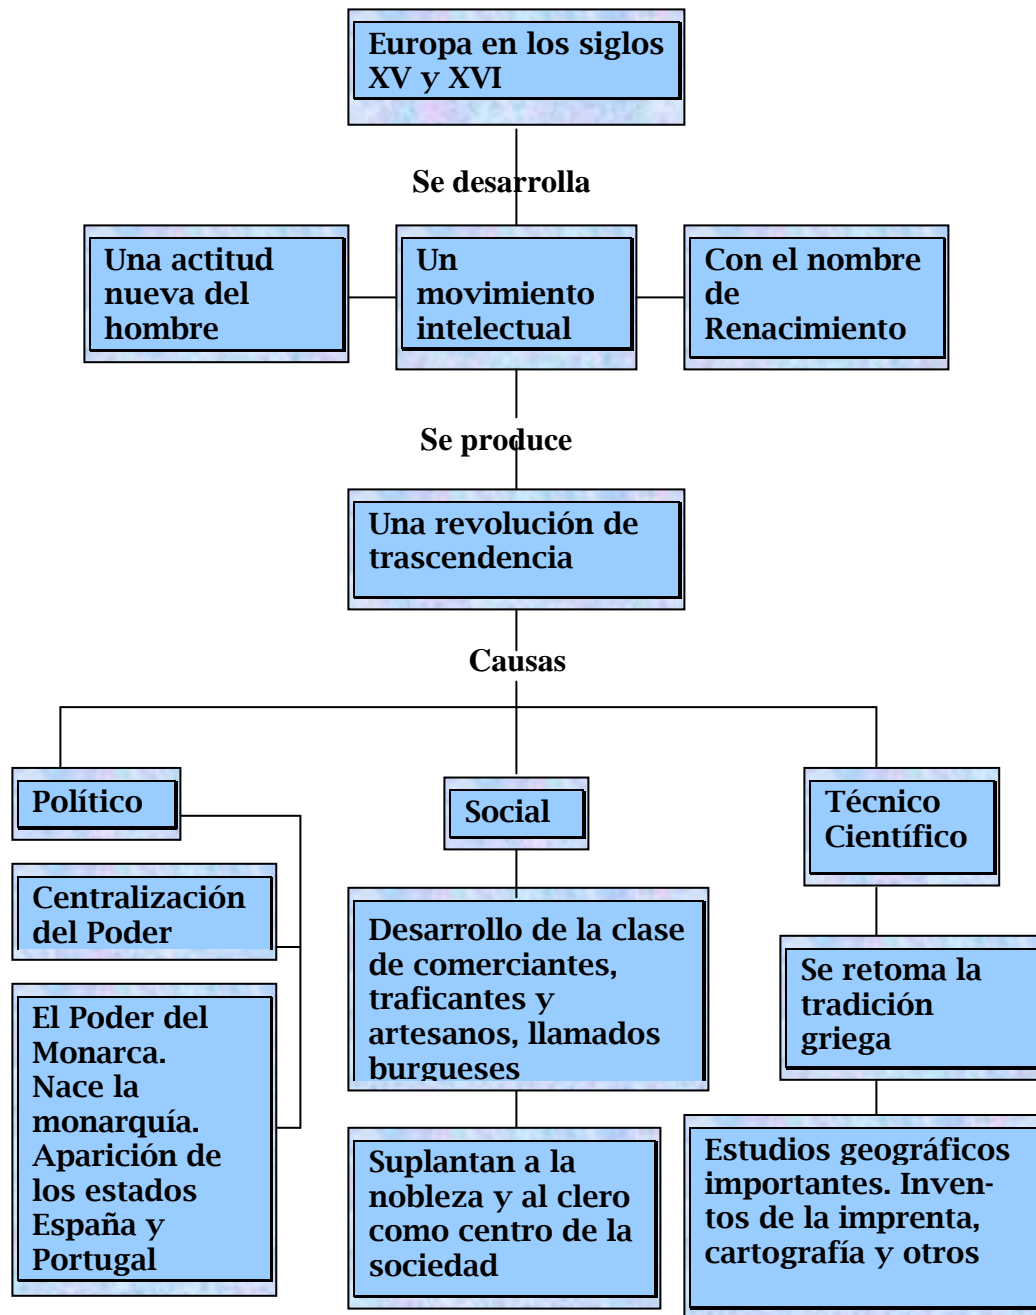 Europa en los siglos
XV y XVI
Se desarrolla
Una actitud
nueva del
hombre
Un
movimiento
intelectual
Con el nombre
de
Renacimiento
Se produce
Una revolución de
trascendencia
Causas
Político
Centralización
del Poder
El Poder del
Monarca.
Nace la
monarquía.
Aparición de
los estados
España y
Portugal
Social
Desarrollo de la clase
de comerciantes,
traficantes y
artesanos, llamados
burgueses
Suplantan a la
nobleza y al clero
como centro de la
sociedad
Técnico
Científico
Se retoma la
tradición
griega
Estudios geográficos
importantes. Inven-
tos de la imprenta,
cartografía y otros